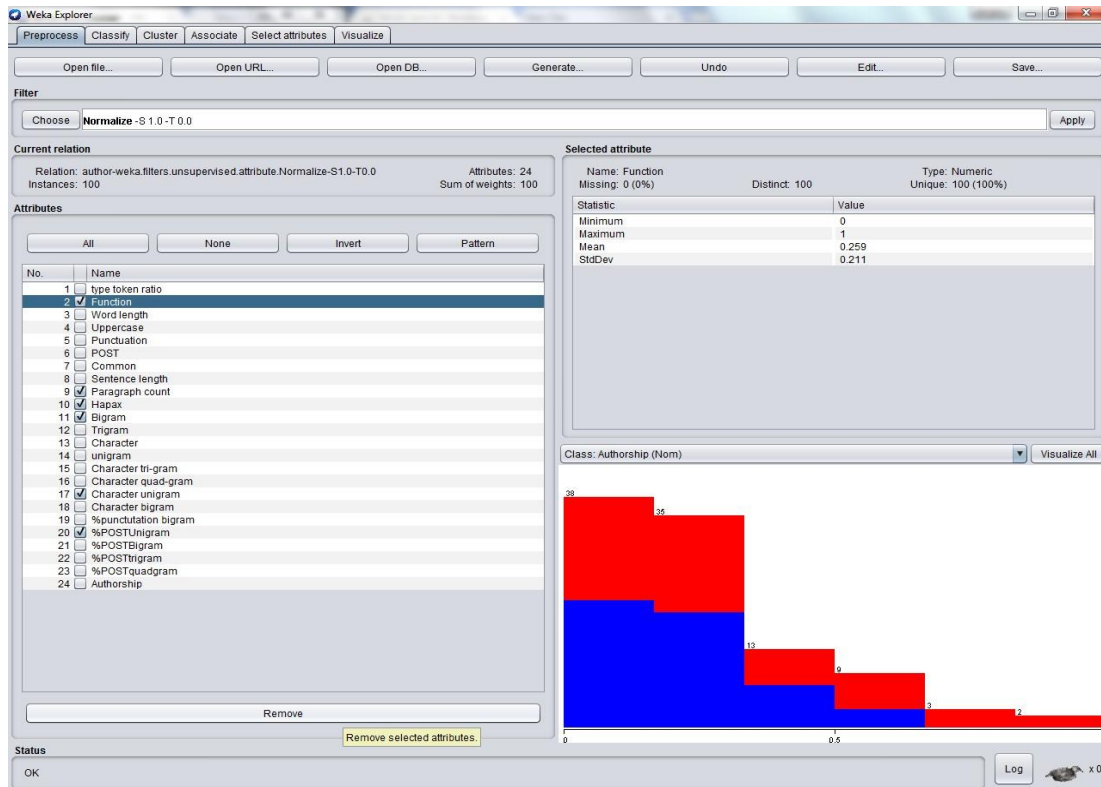 Weka Explorer
Preprocess Classify Cluster Associate Select attributes Visualize
Open file... Open URL... Open DB... Generate... Undo Edit... Save...
Filter
Choose Normalize -S 1.0 -T 0.0 Apply
Current relation
Relation: author-weka.filters.unsupervised.attribute.Normalize-S1.0-T0.0 Attributes: 24
Instances: 100 Sum of weights: 100
Attributes
All None Invert Pattern
No. Name
1 type token ratio
2 Function
3 Word length
4 Uppercase
5 Punctuation
6 POST
7 Common
8 Sentence length
9 Paragraph count
10 Hapax
11 Bigram
12 Trigram
13 Character
14 unigram
15 Character tri-gram
16 Character quad-gram
17 Character unigram
18 Character bigram
19 %punctutation bigram
20 %POSTUnigram
21 %POSTBigram
22 %POSTtrigram
23 %POSTquadgram
24 Authorship
Remove
Remove selected attributes.
Selected attribute
Name: Function Type: Numeric
Missing: 0 (0%) Distinct: 100 Unique: 100 (100%)
Statistic Value
Minimum 0
Maximum 1
Mean 0.259
StdDev 0.211
Class: Authorship (Nom) Visualize All
38
35
13
9
3
2
0 0.5
Status
OK Log x 0